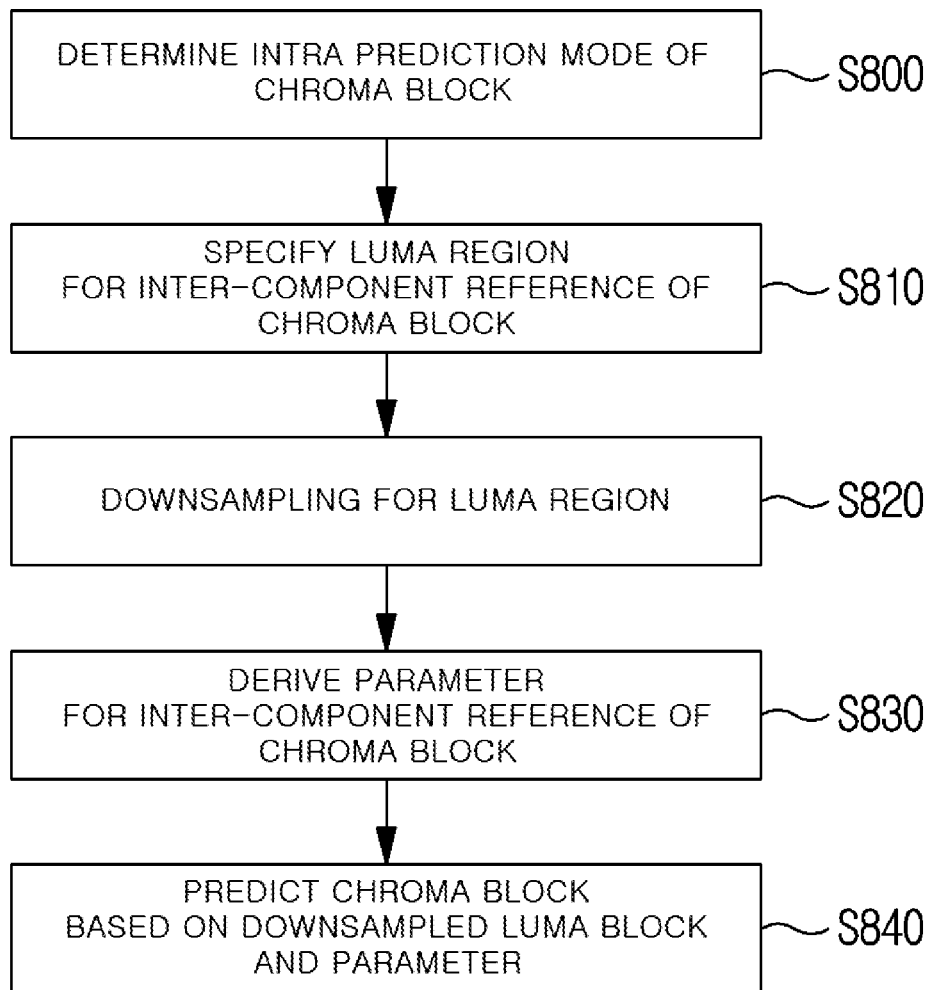 DETERMINE INTRA PREDICTION MODE OF
CHROMA BLOCK
S800
SPECIFY LUMA REGION
FOR INTER-COMPONENT REFERENCE OF
CHROMA BLOCK
S810
DOWNSAMPLING FOR LUMA REGION
S820
DERIVE PARAMETER
FOR INTER-COMPONENT REFERENCE OF
CHROMA BLOCK
S830
PREDICT CHROMA BLOCK
BASED ON DOWNSAMPLED LUMA BLOCK
AND PARAMETER
S840